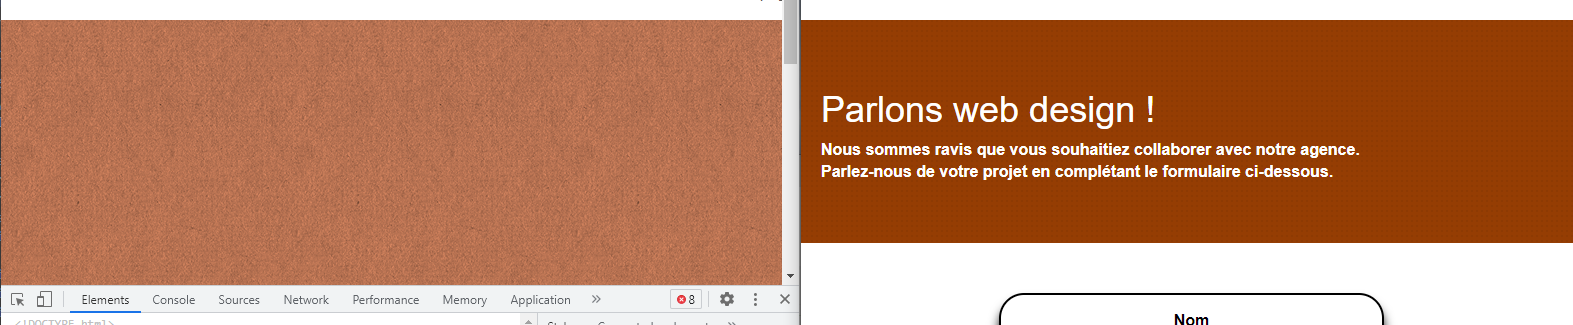 Parlons web design !
Nous sommes ravis que vous souhaitiez collaborer avec notre agence.
Parlez-nous de votre projet en complétant le formulaire ci-dessous.
Elements Console Sources Network Performance Memory Application » 8
<!DOCTYPE html>
Nom